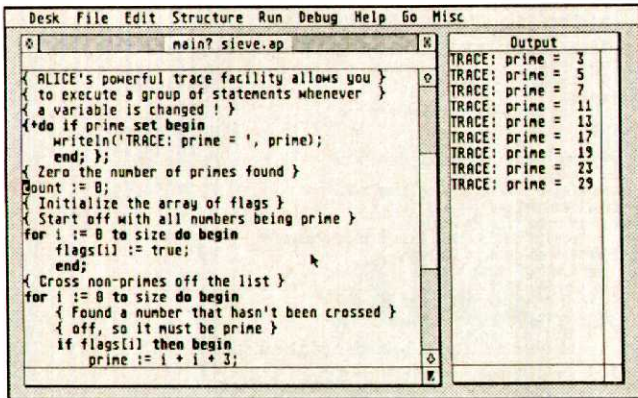 Desk File Edit Structure Run Debug Help Go Misc
main? sieve.ap
{ ALICE's powerful trace facility allows you }
{ to execute a group of statements whenever }
{ a variable is changed ! }
{*do if prime set begin
writeln('TRACE: prime = ', prime);
end; };
{ Zero the number of primes found }
count := 0;
{ Initialize the array of flags }
{ Start off with all numbers being prime }
for i := 0 to size do begin
flags[i] := true;
end;
{ Cross non-primes off the list }
for i := 0 to size do begin
{ Found a number that hasn't been crossed }
{ off, so it must be prime }
if flags[i] then begin
prime := i + i + 3;
Output
TRACE: prime = 3
TRACE: prime = 5
TRACE: prime = 7
TRACE: prime = 11
TRACE: prime = 13
TRACE: prime = 17
TRACE: prime = 19
TRACE: prime = 23
TRACE: prime = 29